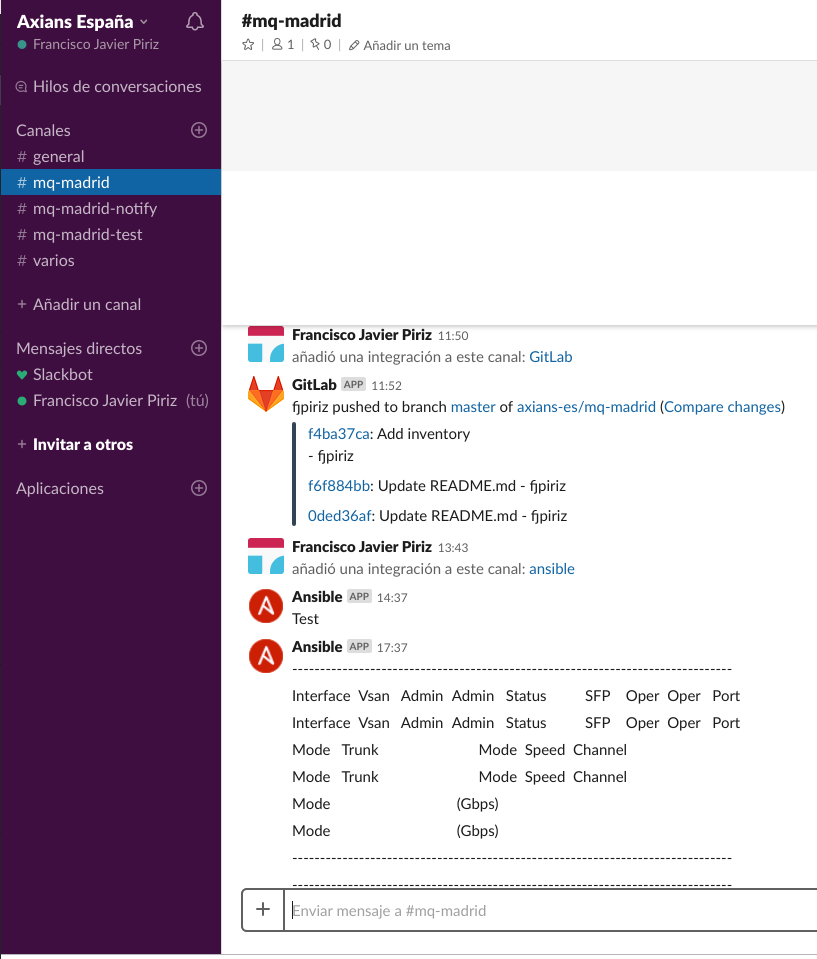 Axians España
Francisco Javier Piriz
Hilos de conversaciones
Canales
# general
# mq-madrid
# mq-madrid-notify
# mq-madrid-test
# varios
+ Añadir un canal
Mensajes directos
Slackbot
Francisco Javier Piriz (tú)
+ Invitar a otros
Aplicaciones
#mq-madrid
1 | 0 | Añadir un tema
Francisco Javier Piriz 11:50
añadió una integración a este canal: GitLab
GitLab APP 11:52
fjpiriz pushed to branch master of axians-es/mq-madrid (Compare changes)
f4ba37ca: Add inventory
- fjpiriz
f6f884bb: Update README.md - fjpiriz
0ded36af: Update README.md - fjpiriz
Francisco Javier Piriz 13:43
añadió una integración a este canal: ansible
Ansible APP 14:37
Test
Ansible APP 17:37
--------------------------------------------------------------------------------
Interface Vsan Admin Admin Status SFP Oper Oper Port
Interface Vsan Admin Admin Status SFP Oper Oper Port
Mode Trunk Mode Speed Channel
Mode Trunk Mode Speed Channel
Mode (Gbps)
Mode (Gbps)
--------------------------------------------------------------------------------
--------------------------------------------------------------------------------
+ Enviar mensaje a #mq-madrid